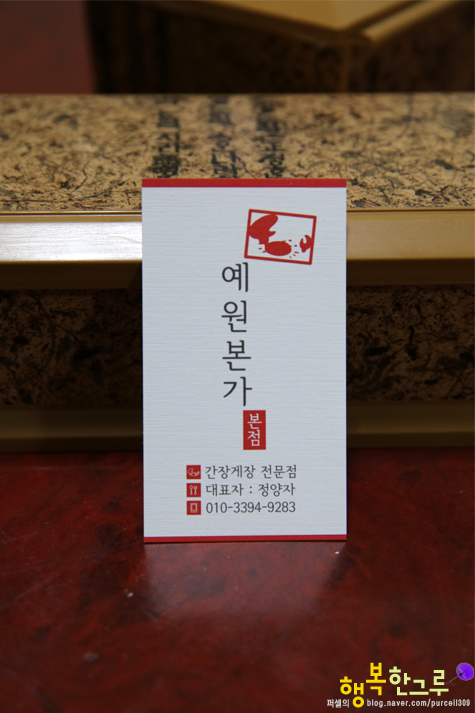 예원본가
본점
간장게장 전문점
대표자 : 정양자
010-3394-9283
행복한그루
퍼셀의 blog.naver.com/purcell308